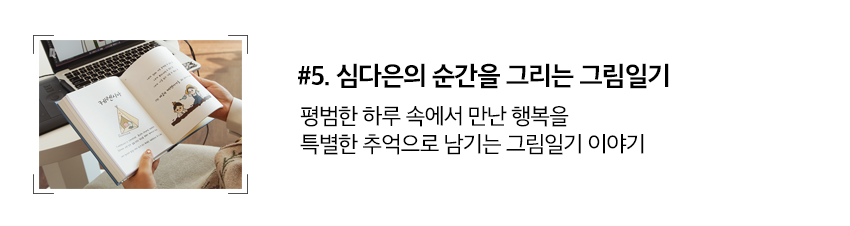 #5. 심다은의 순간을 그리는 그림일기
평범한 하루 속에서 만난 행복을
특별한 추억으로 남기는 그림일기 이야기